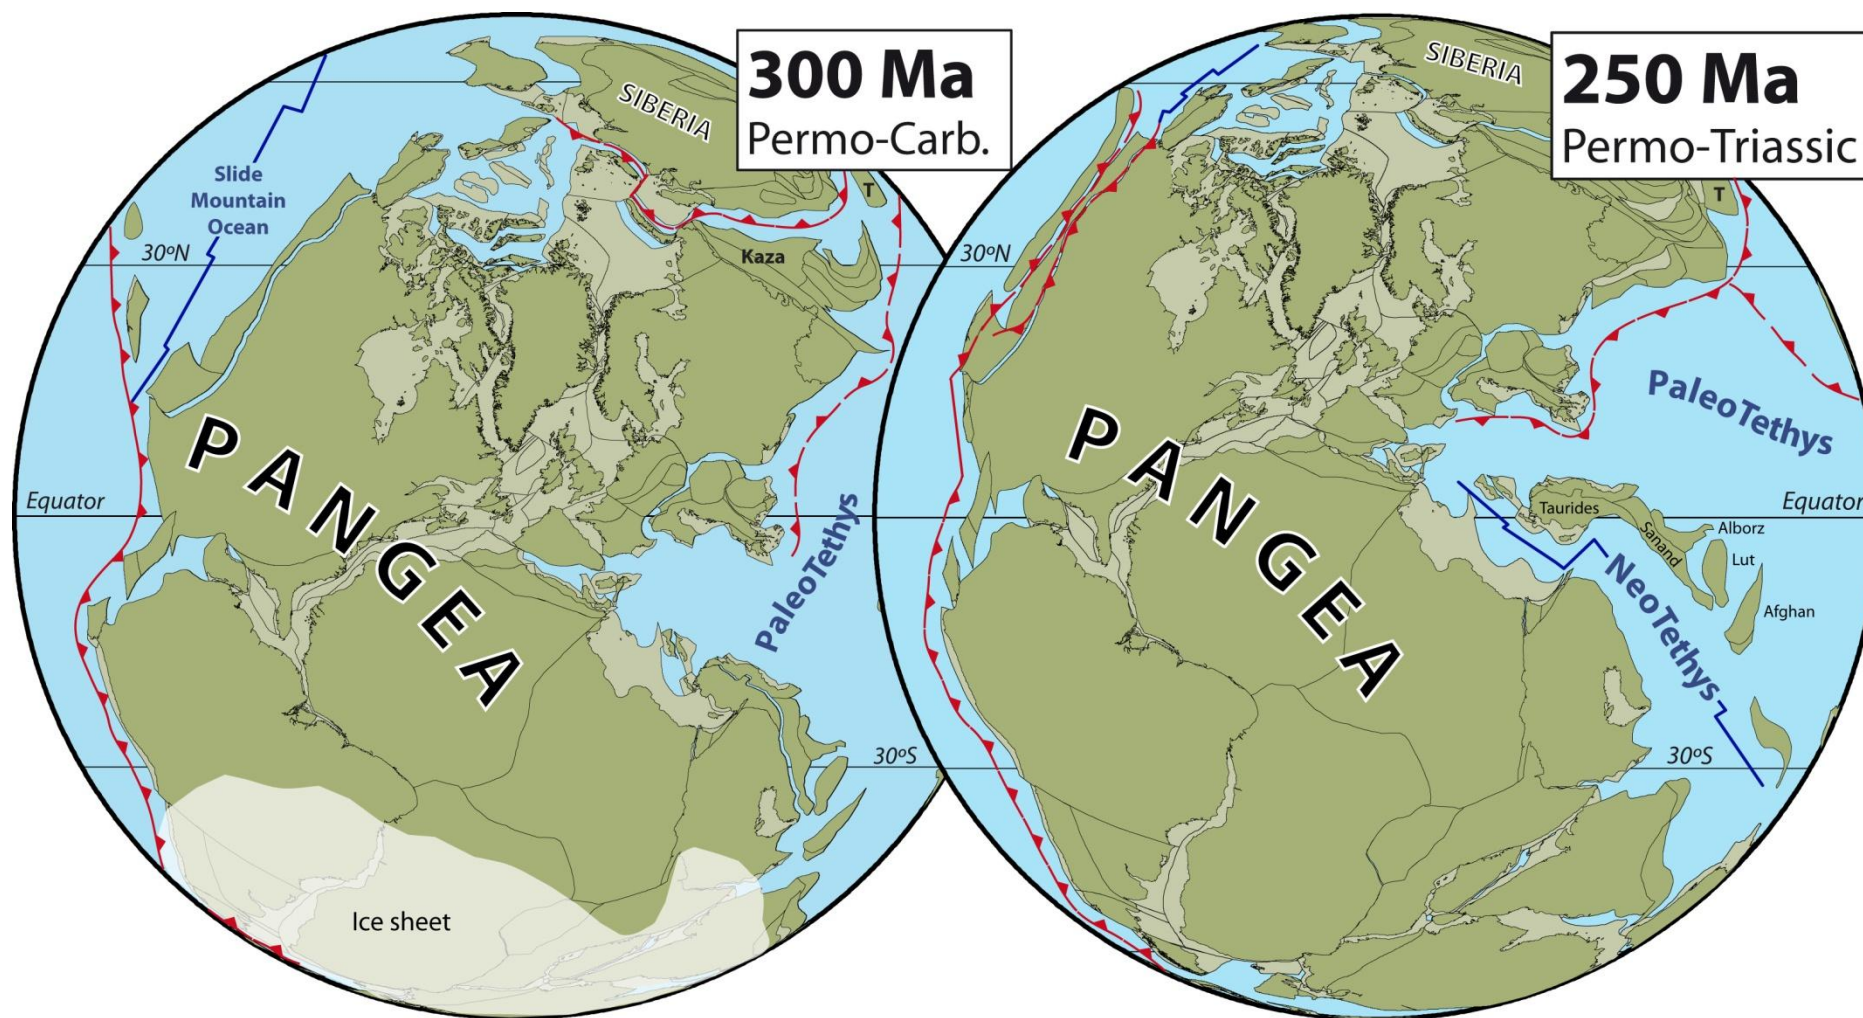 300 Ma
Permo-Carb.
SIBERIA
T
Slide
Mountain
Ocean
30ºN
Kaza
PANGEA
Equator
PaleoTethys
30ºS
Ice sheet
250 Ma
Permo-Triassic
SIBERIA
T
30ºN
PaleoTethys
PANGEA
Equator
Taurides
Sanand
Alborz
Lut
Afghan
NeoTethys
30ºS